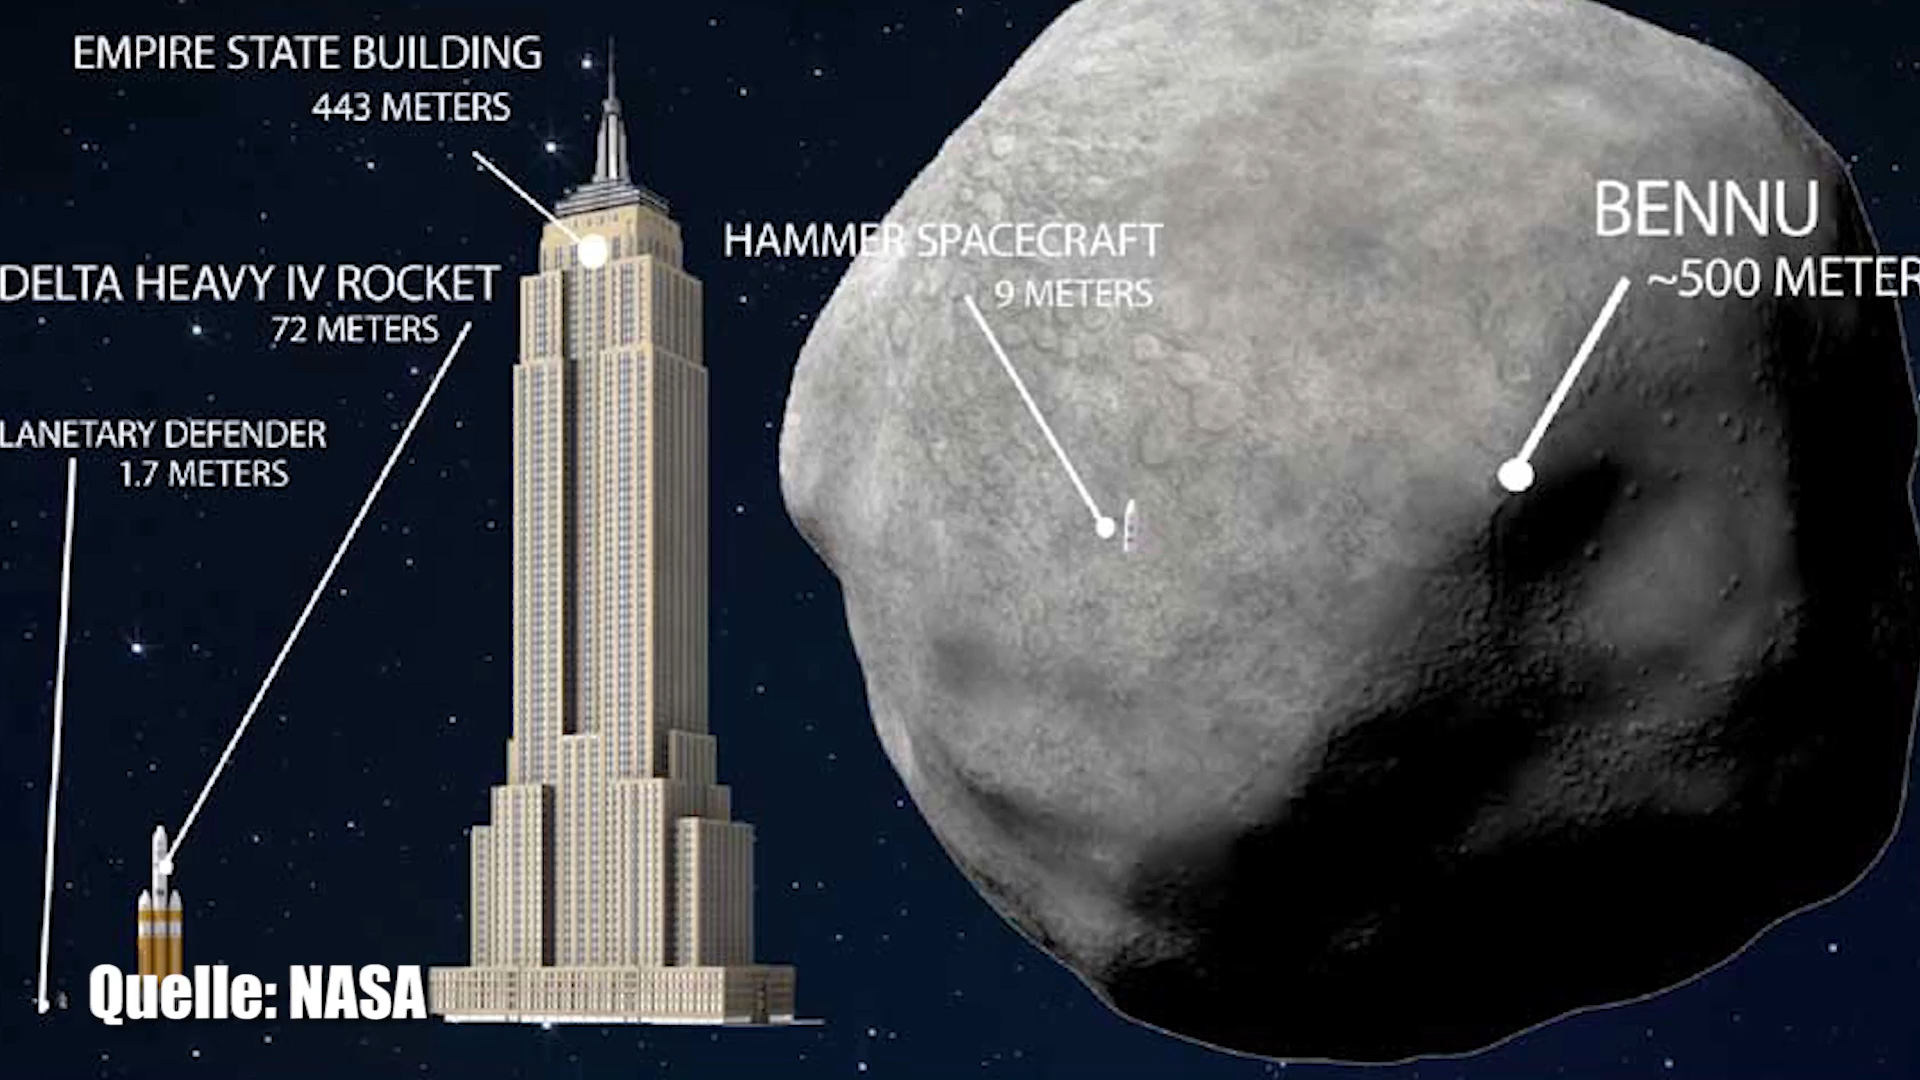 EMPIRE STATE BUILDING
443 METERS
HAMMER SPACECRAFT
9 METERS
BENNU
~500 METER
DELTA HEAVY IV ROCKET
72 METERS
LANETARY DEFENDER
1.7 METERS
Quelle: NASA